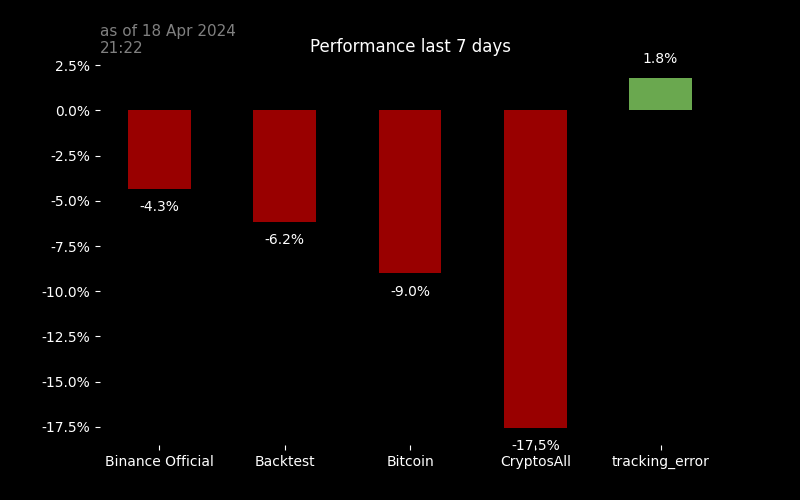 as of 18 Apr 2024
21:22
Performance last 7 days
1.8%
2.5%
0.0%
-2.5%
-5.0%
-7.5%
-10.0%
-12.5%
-15.0%
-17.5%
-4.3%
-6.2%
-9.0%
-17.5%
Binance Official
Backtest
Bitcoin
CryptosAll
tracking_error